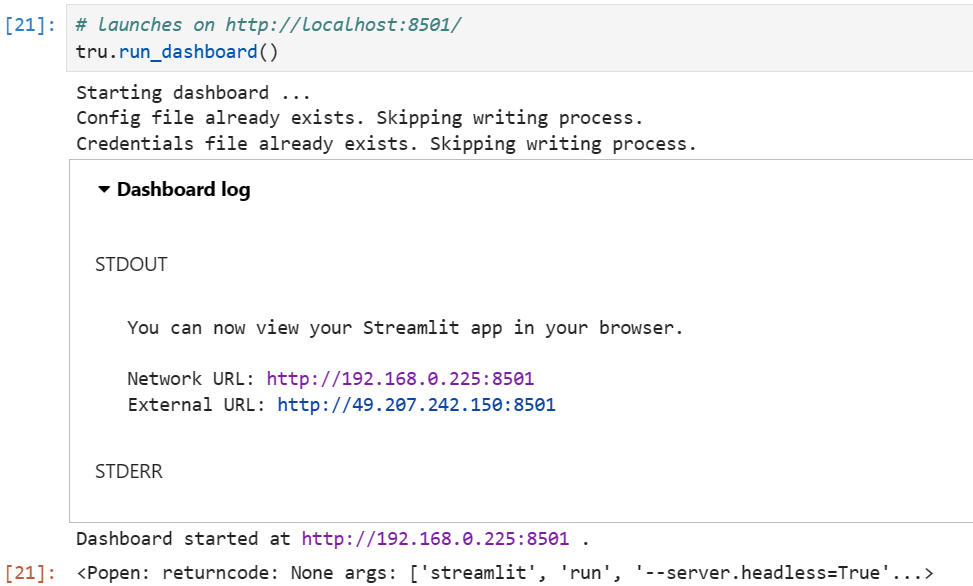 [21]: # launches on http://localhost:8501/
tru.run_dashboard()
Starting dashboard ...
Config file already exists. Skipping writing process.
Credentials file already exists. Skipping writing process.
Dashboard log
STDOUT
You can now view your Streamlit app in your browser.
Network URL: http://192.168.0.225:8501
External URL: http://49.207.242.150:8501
STDERR
Dashboard started at http://192.168.0.225:8501 .
[21]: <Popen: returncode: None args: ['streamlit', 'run', '--server.headless=True'...>